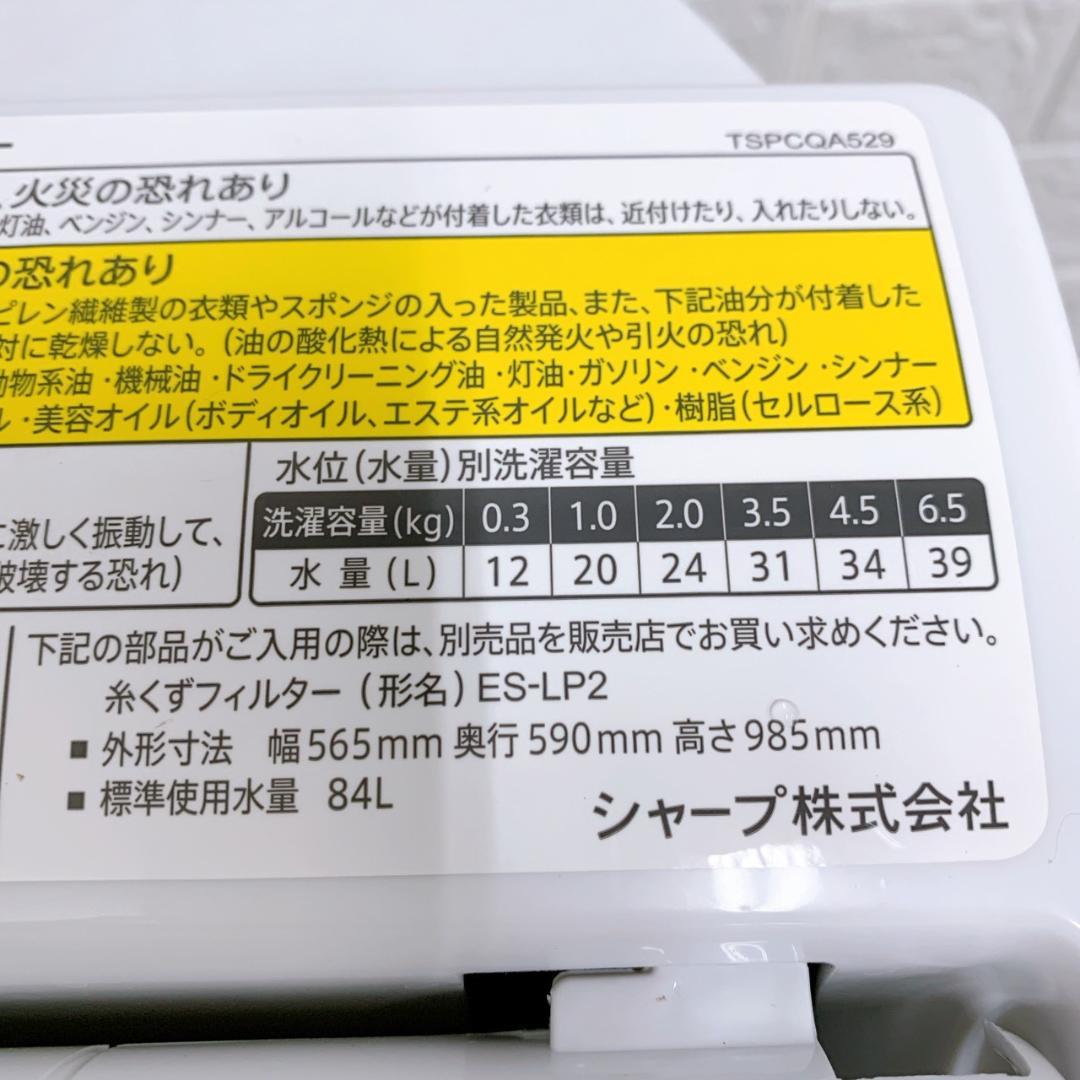 TSPCQA529
、火災の恐れあり
灯油、ベンジン、シンナー、アルコールなどが付着した衣類は、近付けたり、入れたりしない。
の恐れあり
ピレン繊維製の衣類やスポンジの入った製品、また、下記油分が付着した
対に乾燥しない。(油の酸化熱による自然発火や引火の恐れ)
動物系油・機械油・ドライクリーニング油・灯油・ガソリン・ベンジン・シンナー
ル・美容オイル(ボディオイル、エステ系オイルなど)・樹脂(セルロース系)
に激しく振動して、
破壊する恐れ)
水位(水量)別洗濯容量
洗濯容量(kg) 0.3 1.0 2.0 3.5 4.5 6.5
水量(L) 12 20 24 31 34 39
下記の部品がご入用の際は、別売品を販売店でお買い求めください。
糸くずフィルター(形名)ES-LP2
■ 外形寸法 幅565mm 奥行590mm 高さ985mm
■ 標準使用水量 84L
シャープ株式会社